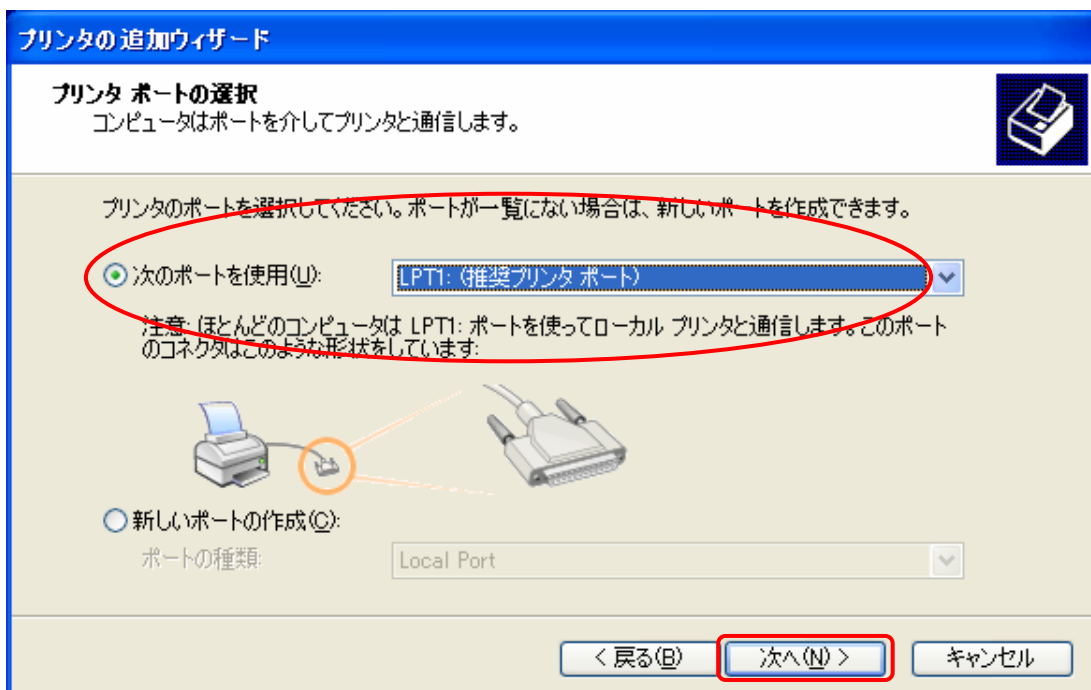 プリンタの追加ウィザード
プリンタ ポートの選択
コンピュータはポートを介してプリンタと通信します。
プリンタのポートを選択してください。ポートが一覧にない場合は、新しいポートを作成できます。
次のポートを使用(U): LPT1: (推奨プリンタ ポート)
注意: ほとんどのコンピュータは LPT1: ポートを使ってローカル プリンタと通信します。このポート
のコネクタはこのような形状をしています:
新しいポートの作成(C):
ポートの種類: Local Port
< 戻る(B) 次へ(N) > キャンセル